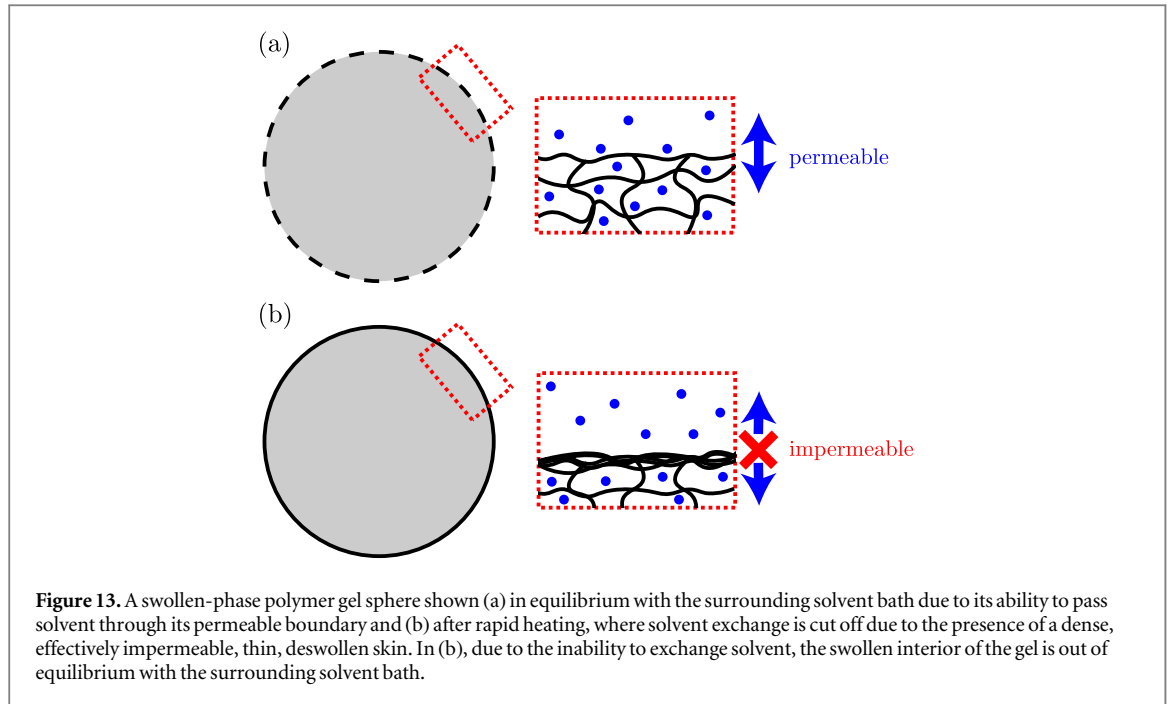 (a)
permeable
(b)
impermeable
Figure 13. A swollen-phase polymer gel sphere shown (a) in equilibrium with the surrounding solvent bath due to its ability to pass
solvent through its permeable boundary and (b) after rapid heating, where solvent exchange is cut off due to the presence of a dense,
effectively impermeable, thin, deswollen skin. In (b), due to the inability to exchange solvent, the swollen interior of the gel is out of
equilibrium with the surrounding solvent bath.